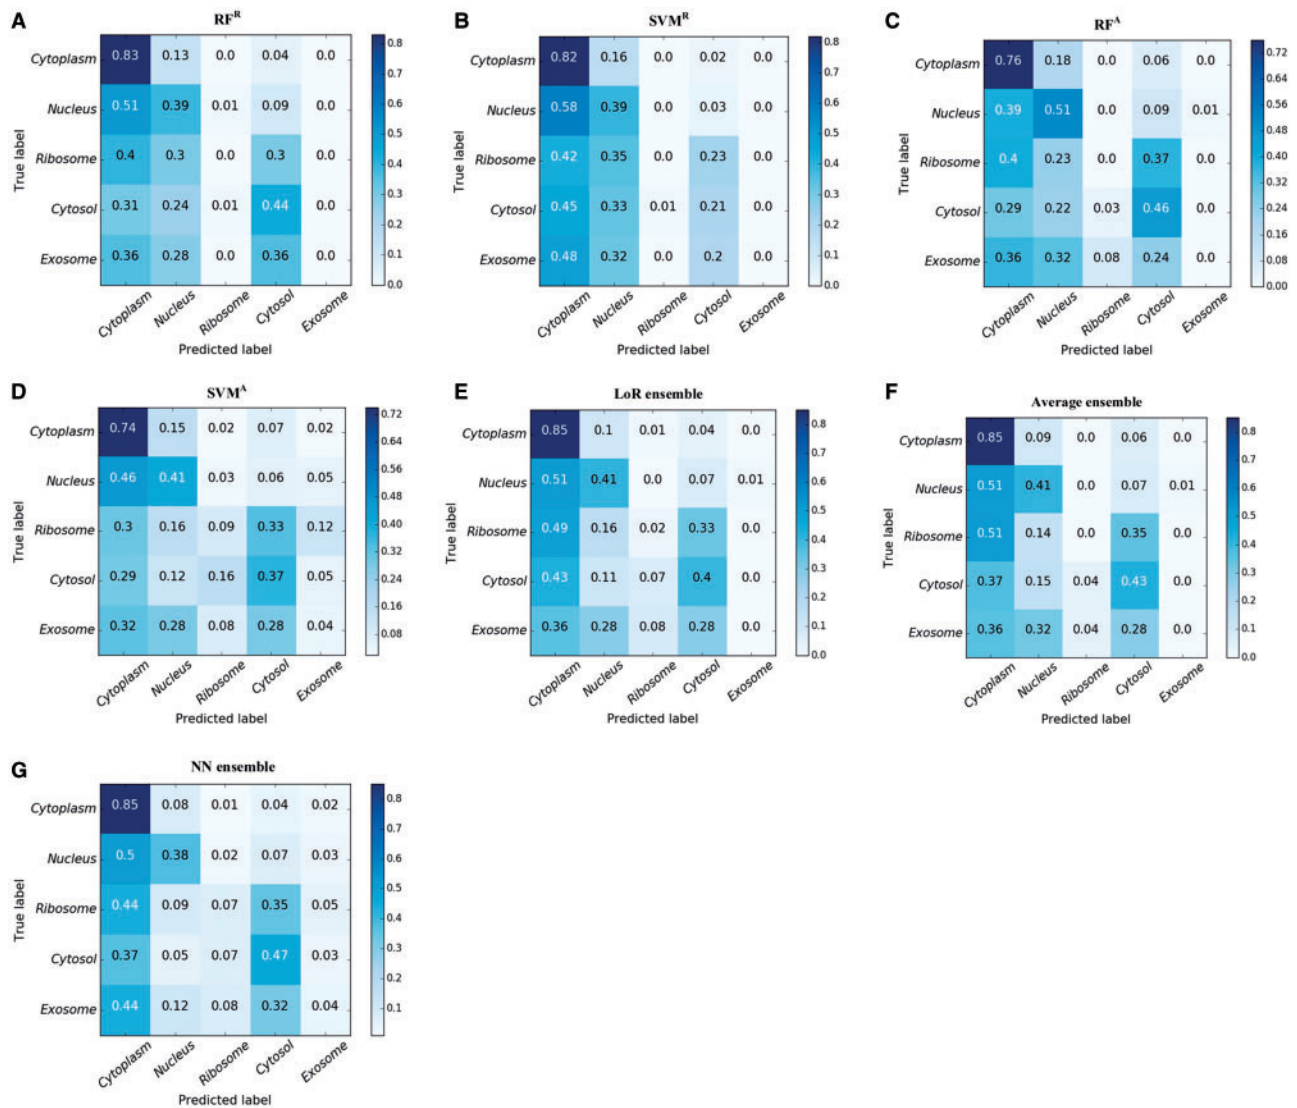 A
RF^R
Cytoplasm 0.83 0.13 0.0 0.04 0.0
Nucleus 0.51 0.39 0.01 0.09 0.0
Ribosome 0.4 0.3 0.0 0.3 0.0
Cytosol 0.31 0.24 0.01 0.44 0.0
Exosome 0.36 0.28 0.0 0.36 0.0
True label
Cytoplasm Nucleus Ribosome Cytosol Exosome
Predicted label
0.8
0.7
0.6
0.5
0.4
0.3
0.2
0.1
0.0
B
SVM^R
Cytoplasm 0.82 0.16 0.0 0.02 0.0
Nucleus 0.58 0.39 0.0 0.03 0.0
Ribosome 0.42 0.35 0.0 0.23 0.0
Cytosol 0.45 0.33 0.01 0.21 0.0
Exosome 0.48 0.32 0.0 0.2 0.0
True label
Cytoplasm Nucleus Ribosome Cytosol Exosome
Predicted label
0.8
0.7
0.6
0.5
0.4
0.3
0.2
0.1
0.0
C
RF^A
Cytoplasm 0.76 0.18 0.0 0.06 0.0
Nucleus 0.39 0.51 0.0 0.09 0.01
Ribosome 0.4 0.23 0.0 0.37 0.0
Cytosol 0.29 0.22 0.03 0.46 0.0
Exosome 0.36 0.32 0.08 0.24 0.0
True label
Cytoplasm Nucleus Ribosome Cytosol Exosome
Predicted label
0.72
0.64
0.56
0.48
0.40
0.32
0.24
0.16
0.08
0.00
D
SVM^A
Cytoplasm 0.74 0.15 0.02 0.07 0.02
Nucleus 0.46 0.41 0.03 0.06 0.05
Ribosome 0.3 0.16 0.09 0.33 0.12
Cytosol 0.29 0.12 0.16 0.37 0.05
Exosome 0.32 0.28 0.08 0.28 0.04
True label
Cytoplasm Nucleus Ribosome Cytosol Exosome
Predicted label
0.72
0.64
0.56
0.48
0.40
0.32
0.24
0.16
0.08
E
LoR ensemble
Cytoplasm 0.85 0.1 0.01 0.04 0.0
Nucleus 0.51 0.41 0.0 0.07 0.01
Ribosome 0.49 0.16 0.02 0.33 0.0
Cytosol 0.43 0.11 0.07 0.4 0.0
Exosome 0.36 0.28 0.08 0.28 0.0
True label
Cytoplasm Nucleus Ribosome Cytosol Exosome
Predicted label
0.8
0.7
0.6
0.5
0.4
0.3
0.2
0.1
0.0
F
Average ensemble
Cytoplasm 0.85 0.09 0.0 0.06 0.0
Nucleus 0.51 0.41 0.0 0.07 0.01
Ribosome 0.51 0.14 0.0 0.35 0.0
Cytosol 0.37 0.15 0.04 0.43 0.0
Exosome 0.36 0.32 0.04 0.28 0.0
True label
Cytoplasm Nucleus Ribosome Cytosol Exosome
Predicted label
0.8
0.7
0.6
0.5
0.4
0.3
0.2
0.1
0.0
G
NN ensemble
Cytoplasm 0.85 0.08 0.01 0.04 0.02
Nucleus 0.5 0.38 0.02 0.07 0.03
Ribosome 0.44 0.09 0.07 0.35 0.05
Cytosol 0.37 0.05 0.07 0.47 0.03
Exosome 0.44 0.12 0.08 0.32 0.04
True label
Cytoplasm Nucleus Ribosome Cytosol Exosome
Predicted label
0.8
0.7
0.6
0.5
0.4
0.3
0.2
0.1